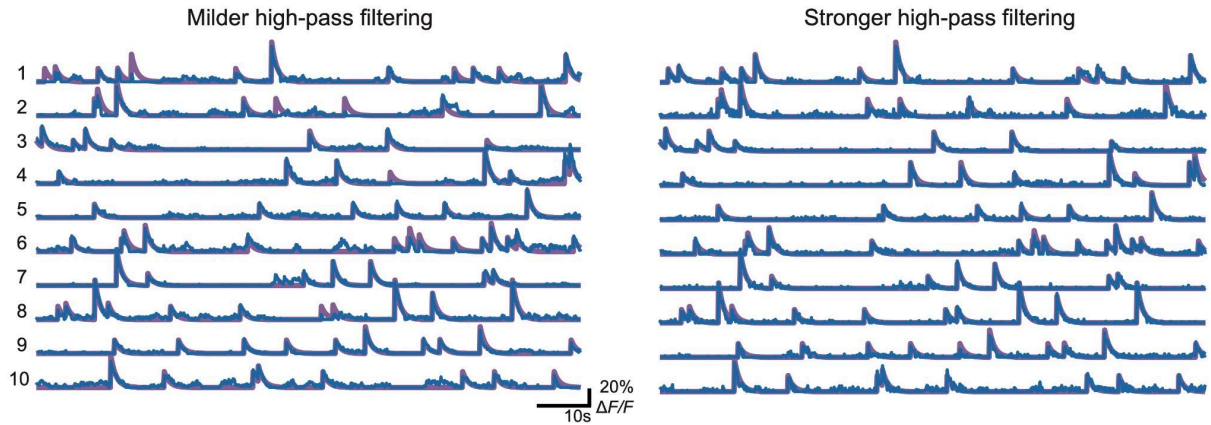 Milder high-pass filtering
Stronger high-pass filtering
1
2
3
4
5
6
7
8
9
10
20%
ΔF/F
10s